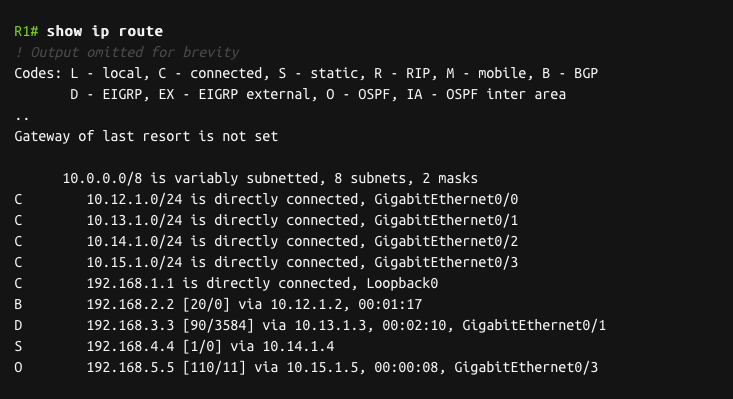 R1# show ip route
! Output omitted for brevity
Codes: L - local, C - connected, S - static, R - RIP, M - mobile, B - BGP
       D - EIGRP, EX - EIGRP external, O - OSPF, IA - OSPF inter area
..
Gateway of last resort is not set

      10.0.0.0/8 is variably subnetted, 8 subnets, 2 masks
C        10.12.1.0/24 is directly connected, GigabitEthernet0/0
C        10.13.1.0/24 is directly connected, GigabitEthernet0/1
C        10.14.1.0/24 is directly connected, GigabitEthernet0/2
C        10.15.1.0/24 is directly connected, GigabitEthernet0/3
C        192.168.1.1 is directly connected, Loopback0
B        192.168.2.2 [20/0] via 10.12.1.2, 00:01:17
D        192.168.3.3 [90/3584] via 10.13.1.3, 00:02:10, GigabitEthernet0/1
S        192.168.4.4 [1/0] via 10.14.1.4
O        192.168.5.5 [110/11] via 10.15.1.5, 00:00:08, GigabitEthernet0/3